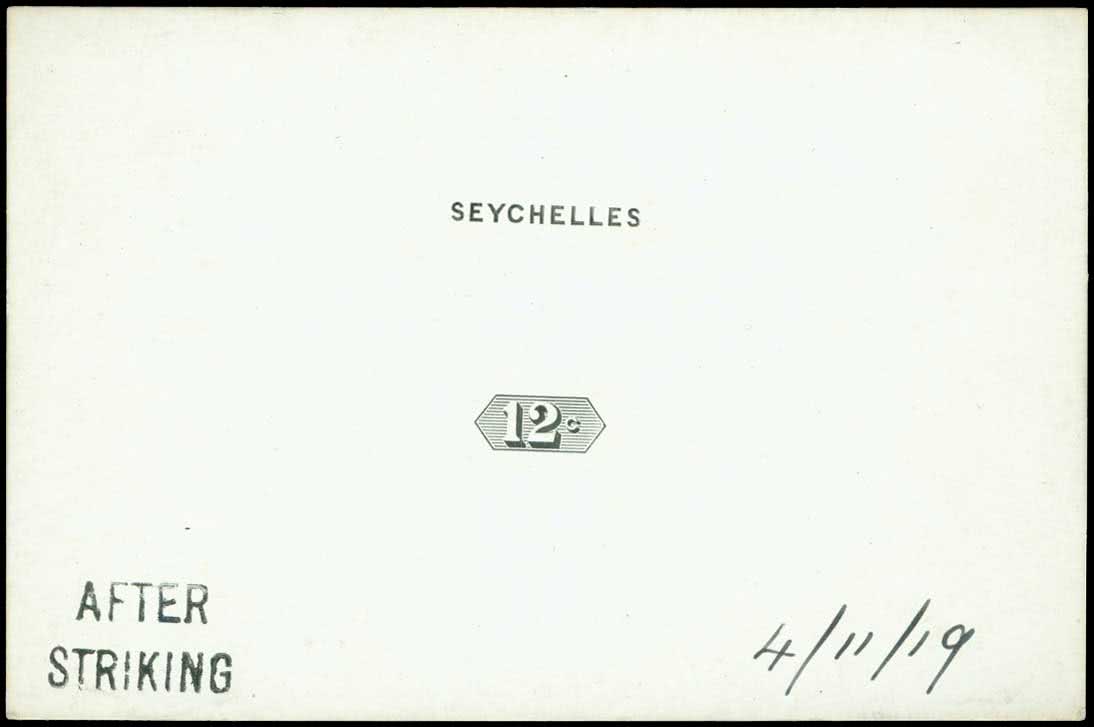 SEYCHELLES
12c
AFTER
STRIKING
4/11/19